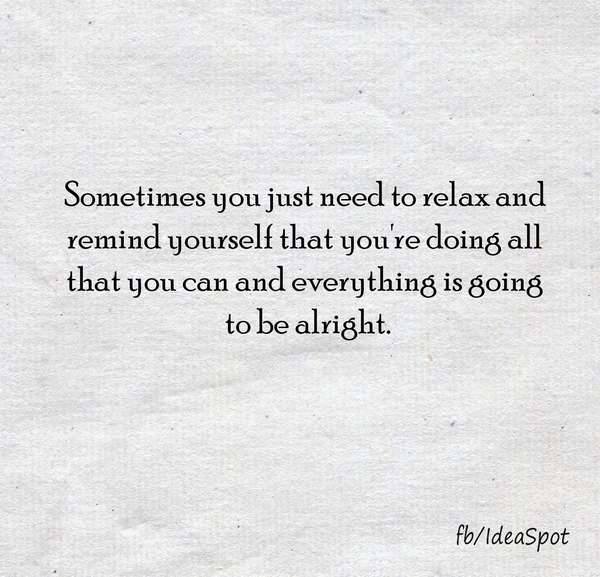 Sometimes you just need to relax and
remind yourself that you're doing all
that you can and everything is going
to be alright.
fb/IdeaSpot